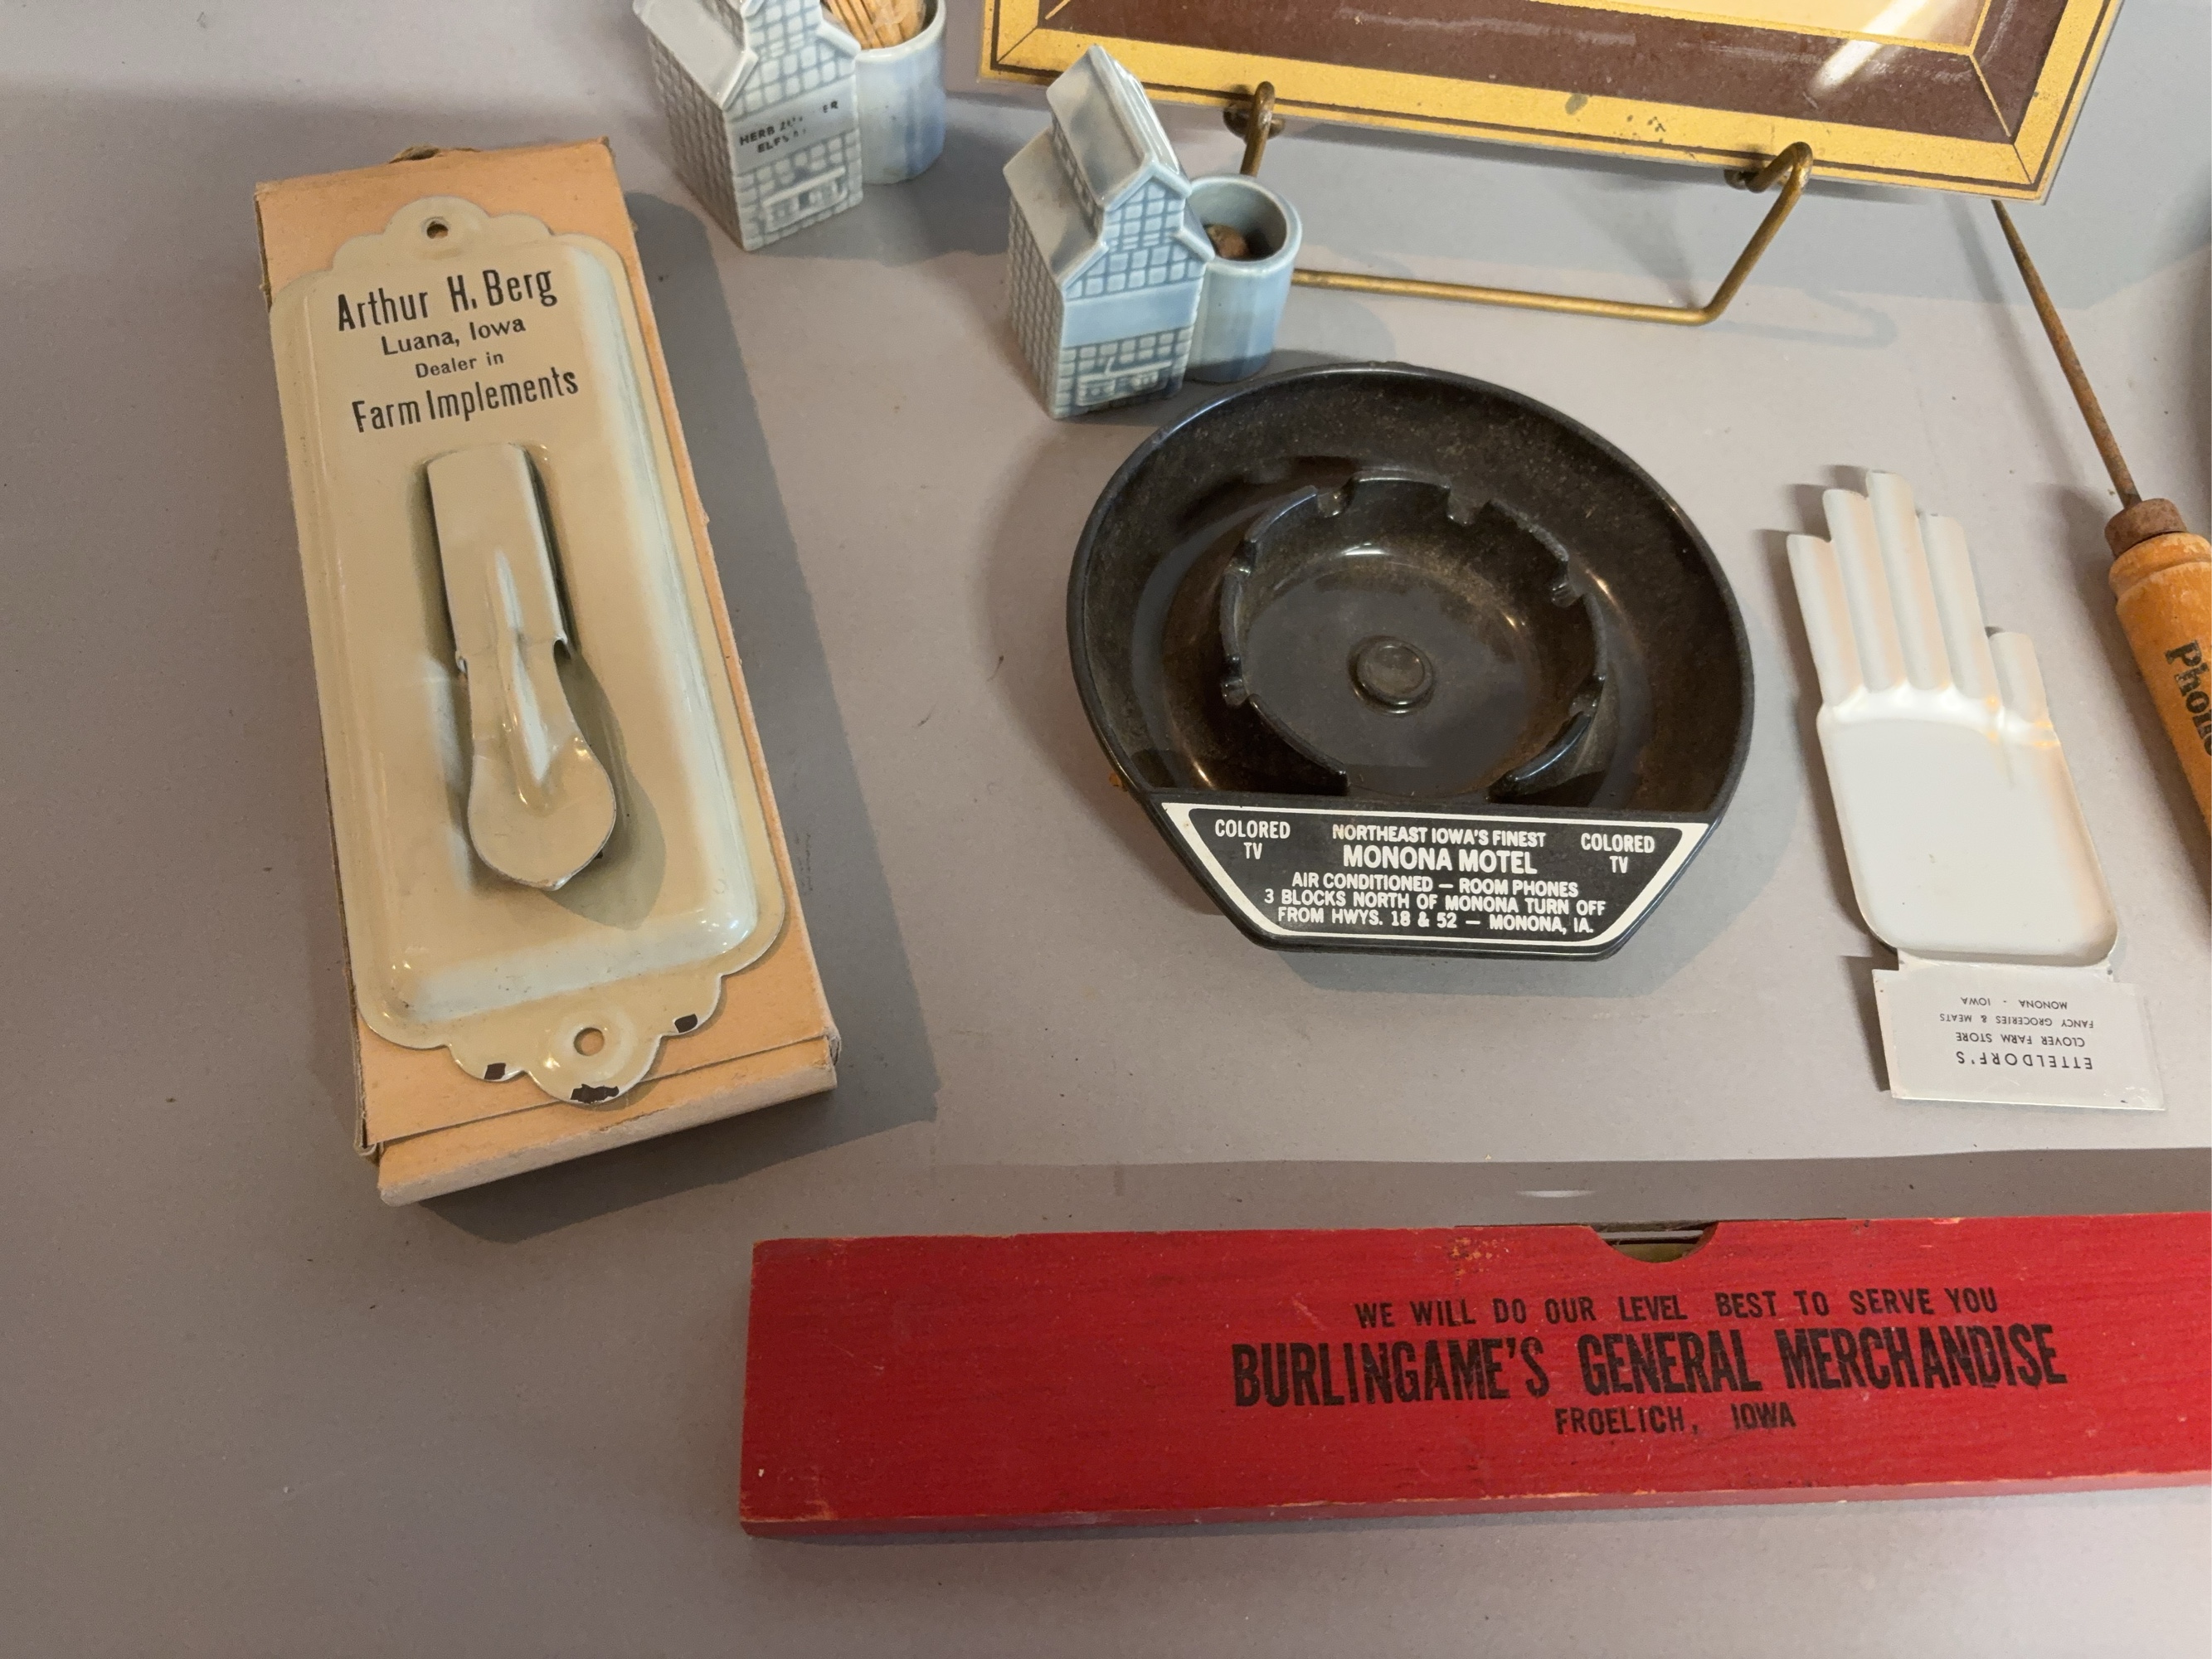 HERB
Arthur H. Berg
Luana, Iowa
Dealer in
Farm Implements
COLORED
TV
NORTHEAST IOWA'S FINEST
MONONA MOTEL
AIR CONDITIONED — ROOM PHONES
3 BLOCKS NORTH OF MONONA TURN OFF
FROM HWYS. 18 & 52 — MONONA, IA.
COLORED
TV
ETTELDORF'S
CLOVER FARM STORE
FANCY GROCERIES & MEATS
MONONA - IOWA
WE WILL DO OUR LEVEL BEST TO SERVE YOU
BURLINGAME'S GENERAL MERCHANDISE
FROELICH, IOWA